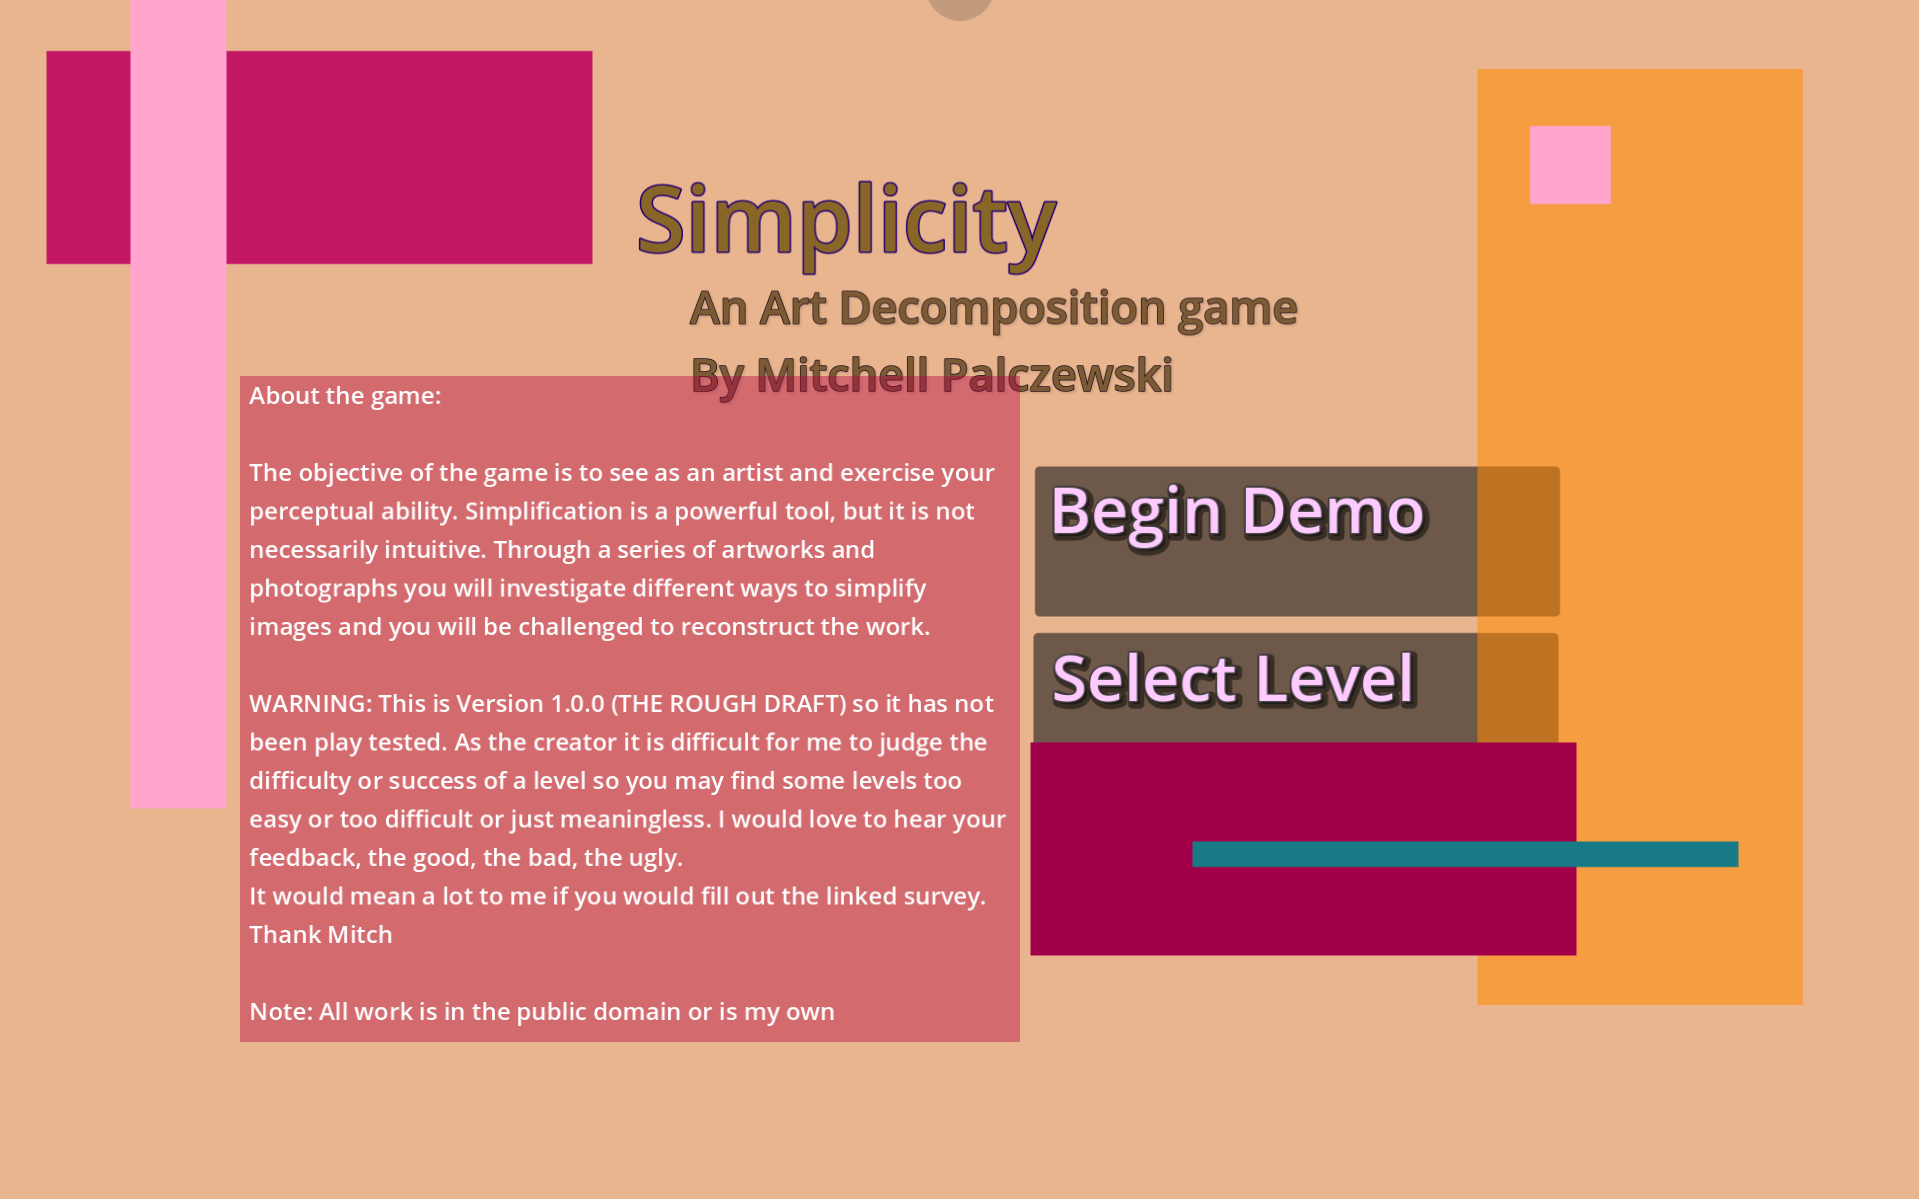 Simplicity
An Art Decomposition game
By Mitchell Palczewski
About the game:
The objective of the game is to see as an artist and exercise your
perceptual ability. Simplification is a powerful tool, but it is not
necessarily intuitive. Through a series of artworks and
photographs you will investigate different ways to simplify
images and you will be challenged to reconstruct the work.
WARNING: This is Version 1.0.0 (THE ROUGH DRAFT) so it has not
been play tested. As the creator it is difficult for me to judge the
difficulty or success of a level so you may find some levels too
easy or too difficult or just meaningless. I would love to hear your
feedback, the good, the bad, the ugly.
It would mean a lot to me if you would fill out the linked survey.
Thank Mitch
Note: All work is in the public domain or is my own
Begin Demo
Select Level